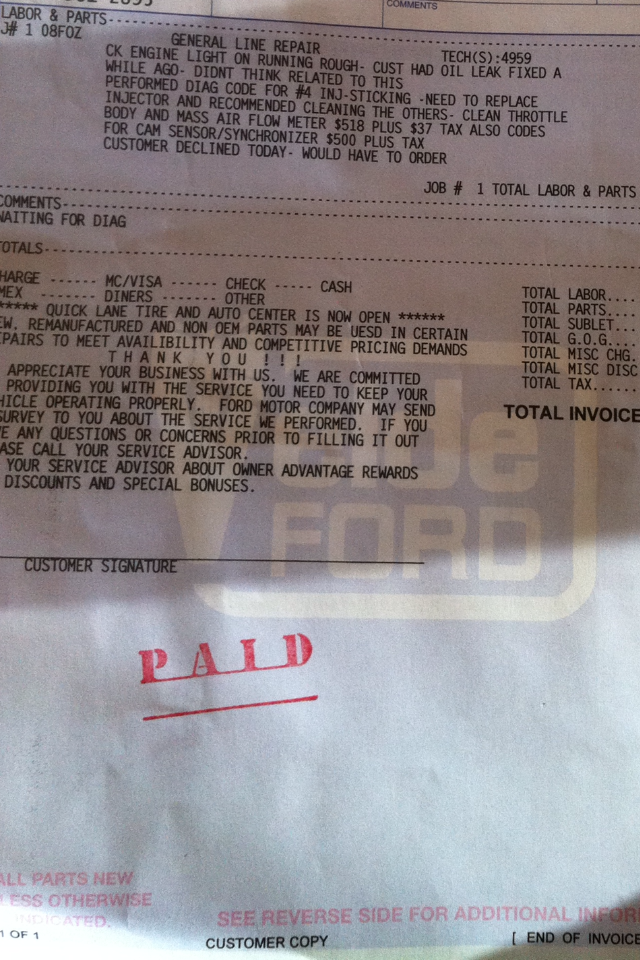 COMMENTS
LABOR & PARTS
J# 1 08FOZ GENERAL LINE REPAIR TECH(S):4959
CK ENGINE LIGHT ON RUNNING ROUGH- CUST HAD OIL LEAK FIXED A
WHILE AGO- DIDNT THINK RELATED TO THIS
PERFORMED DIAG CODE FOR #4 INJ-STICKING -NEED TO REPLACE
INJECTOR AND RECOMMENDED CLEANING THE OTHERS- CLEAN THROTTLE
BODY AND MASS AIR FLOW METER $518 PLUS $37 TAX ALSO CODES
FOR CAM SENSOR/SYNCHRONIZER $500 PLUS TAX
CUSTOMER DECLINED TODAY- WOULD HAVE TO ORDER
JOB # 1 TOTAL LABOR & PARTS
COMMENTS
WAITING FOR DIAG
TOTALS
HARGE ------ MC/VISA ------ CHECK ----- CASH
MEX ------- DINERS ------- OTHER
***** QUICK LANE TIRE AND AUTO CENTER IS NOW OPEN ******
EW. REMANUFACTURED AND NON OEM PARTS MAY BE UESD IN CERTAIN
PAIRS TO MEET AVAILIBILITY AND COMPETITIVE PRICING DEMANDS
T H A N K Y O U ! ! !
APPRECIATE YOUR BUSINESS WITH US. WE ARE COMMITTED
PROVIDING YOU WITH THE SERVICE YOU NEED TO KEEP YOUR
HICLE OPERATING PROPERLY. FORD MOTOR COMPANY MAY SEND
SURVEY TO YOU ABOUT THE SERVICE WE PERFORMED. IF YOU
VE ANY QUESTIONS OR CONCERNS PRIOR TO FILLING IT OUT
EASE CALL YOUR SERVICE ADVISOR.
YOUR SERVICE ADVISOR ABOUT OWNER ADVANTAGE REWARDS
DISCOUNTS AND SPECIAL BONUSES.
TOTAL LABOR....
TOTAL PARTS....
TOTAL SUBLET...
TOTAL G.O.G....
TOTAL MISC CHG.
TOTAL MISC DISC
TOTAL TAX......
TOTAL INVOICE
FORD
CUSTOMER SIGNATURE
PAID
ALL PARTS NEW
LESS OTHERWISE
INDICATED.
SEE REVERSE SIDE FOR ADDITIONAL INFOR
1 OF 1
CUSTOMER COPY
[ END OF INVOICE